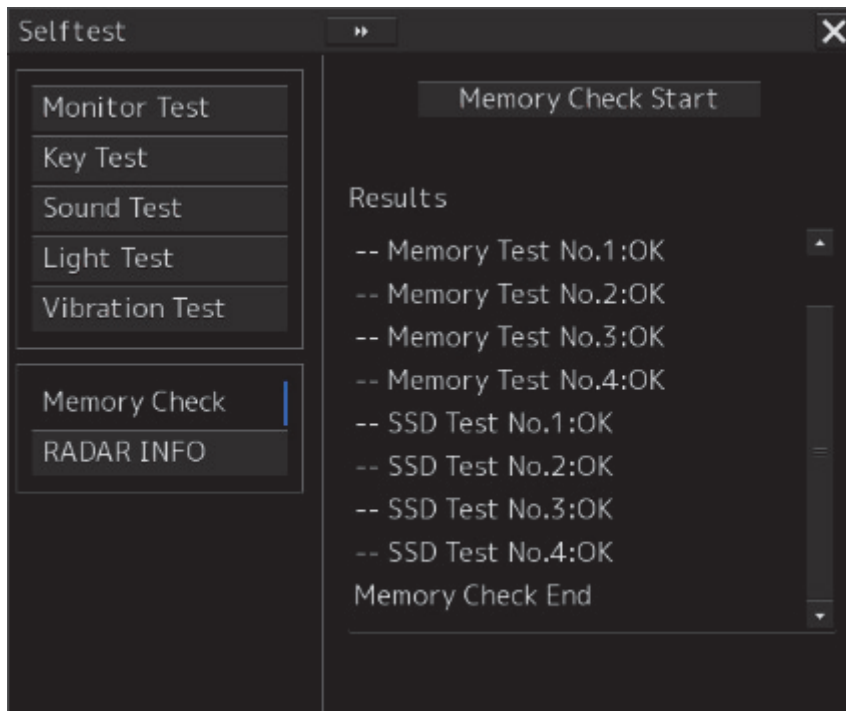 Selftest
Monitor Test
Key Test
Sound Test
Light Test
Vibration Test
Memory Check
RADAR INFO
Memory Check Start
Results
-- Memory Test No.1:OK
-- Memory Test No.2:OK
-- Memory Test No.3:OK
-- Memory Test No.4:OK
-- SSD Test No.1:OK
-- SSD Test No.2:OK
-- SSD Test No.3:OK
-- SSD Test No.4:OK
Memory Check End